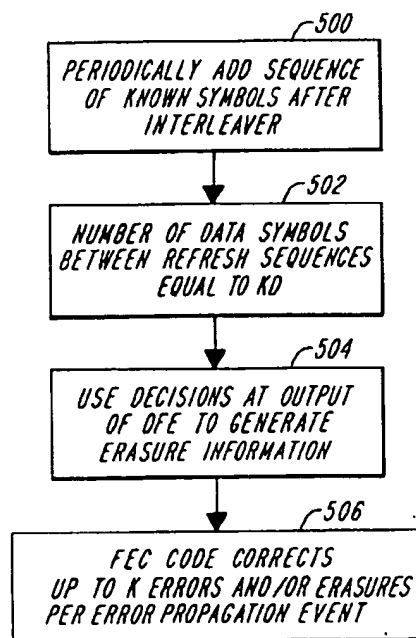 500
PERIODICALLY ADD SEQUENCE
OF KNOWN SYMBOLS AFTER
INTERLEAVER
502
NUMBER OF DATA SYMBOLS
BETWEEN REFRESH SEQUENCES
EQUAL TO KD
504
USE DECISIONS AT OUTPUT
OF DFE TO GENERATE
ERASURE INFORMATION
506
FEC CODE CORRECTS
UP TO K ERRORS AND/OR ERASURES
PER ERROR PROPAGATION EVENT